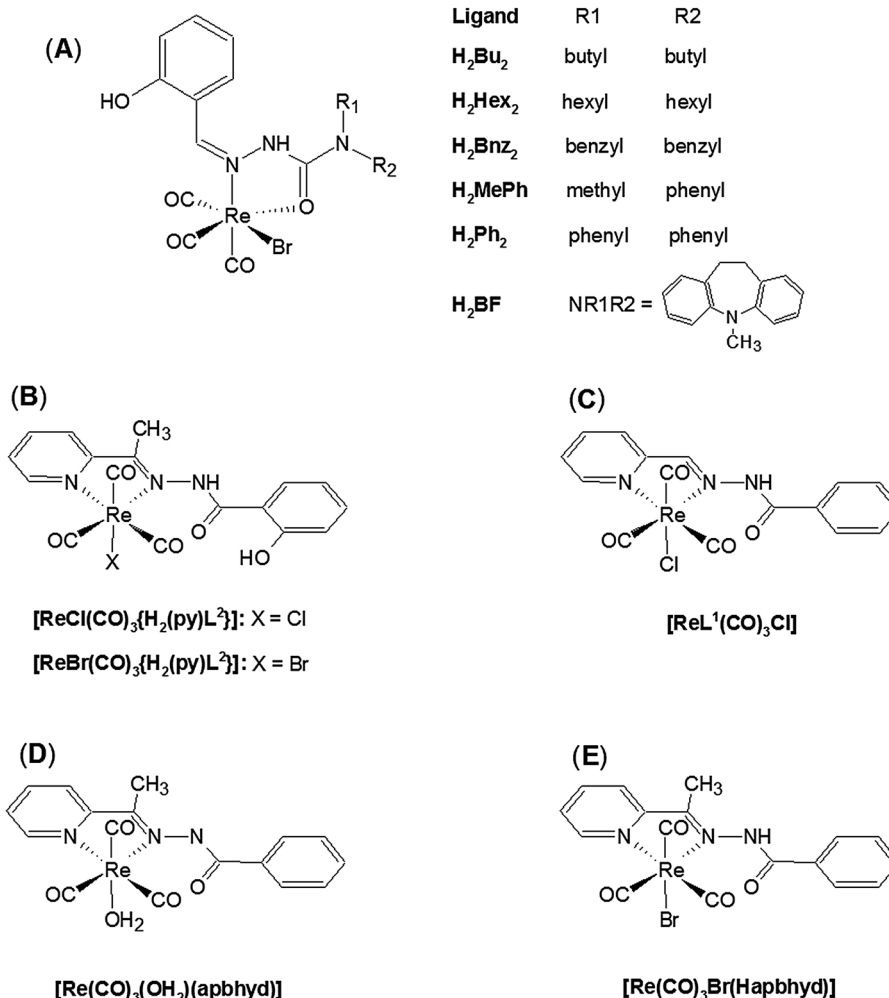 (A)
HO
R1
N
NH
N
R2
CO
Re
O
CO
Br
CO
Ligand R1 R2
H2Bu2 butyl butyl
H2Hex2 hexyl hexyl
H2Bnz2 benzyl benzyl
H2MePh methyl phenyl
H2Ph2 phenyl phenyl
H2BF NR1R2 =
N
CH3
(B)
CH3
N
CO
N
NH
Re
O
OC
CO
HO
X
[ReCl(CO)3{H2(py)L2}]: X = Cl
[ReBr(CO)3{H2(py)L2}]: X = Br
(C)
N
CO
N
NH
Re
O
OC
CO
Cl
[ReL1(CO)3Cl]
(D)
CH3
N
CO
N
N
Re
O
OC
CO
OH2
[Re(CO)3(OH2)(apbhyd)]
(E)
CH3
N
CO
N
NH
Re
O
OC
CO
Br
[Re(CO)3Br(Hapbhyd)]